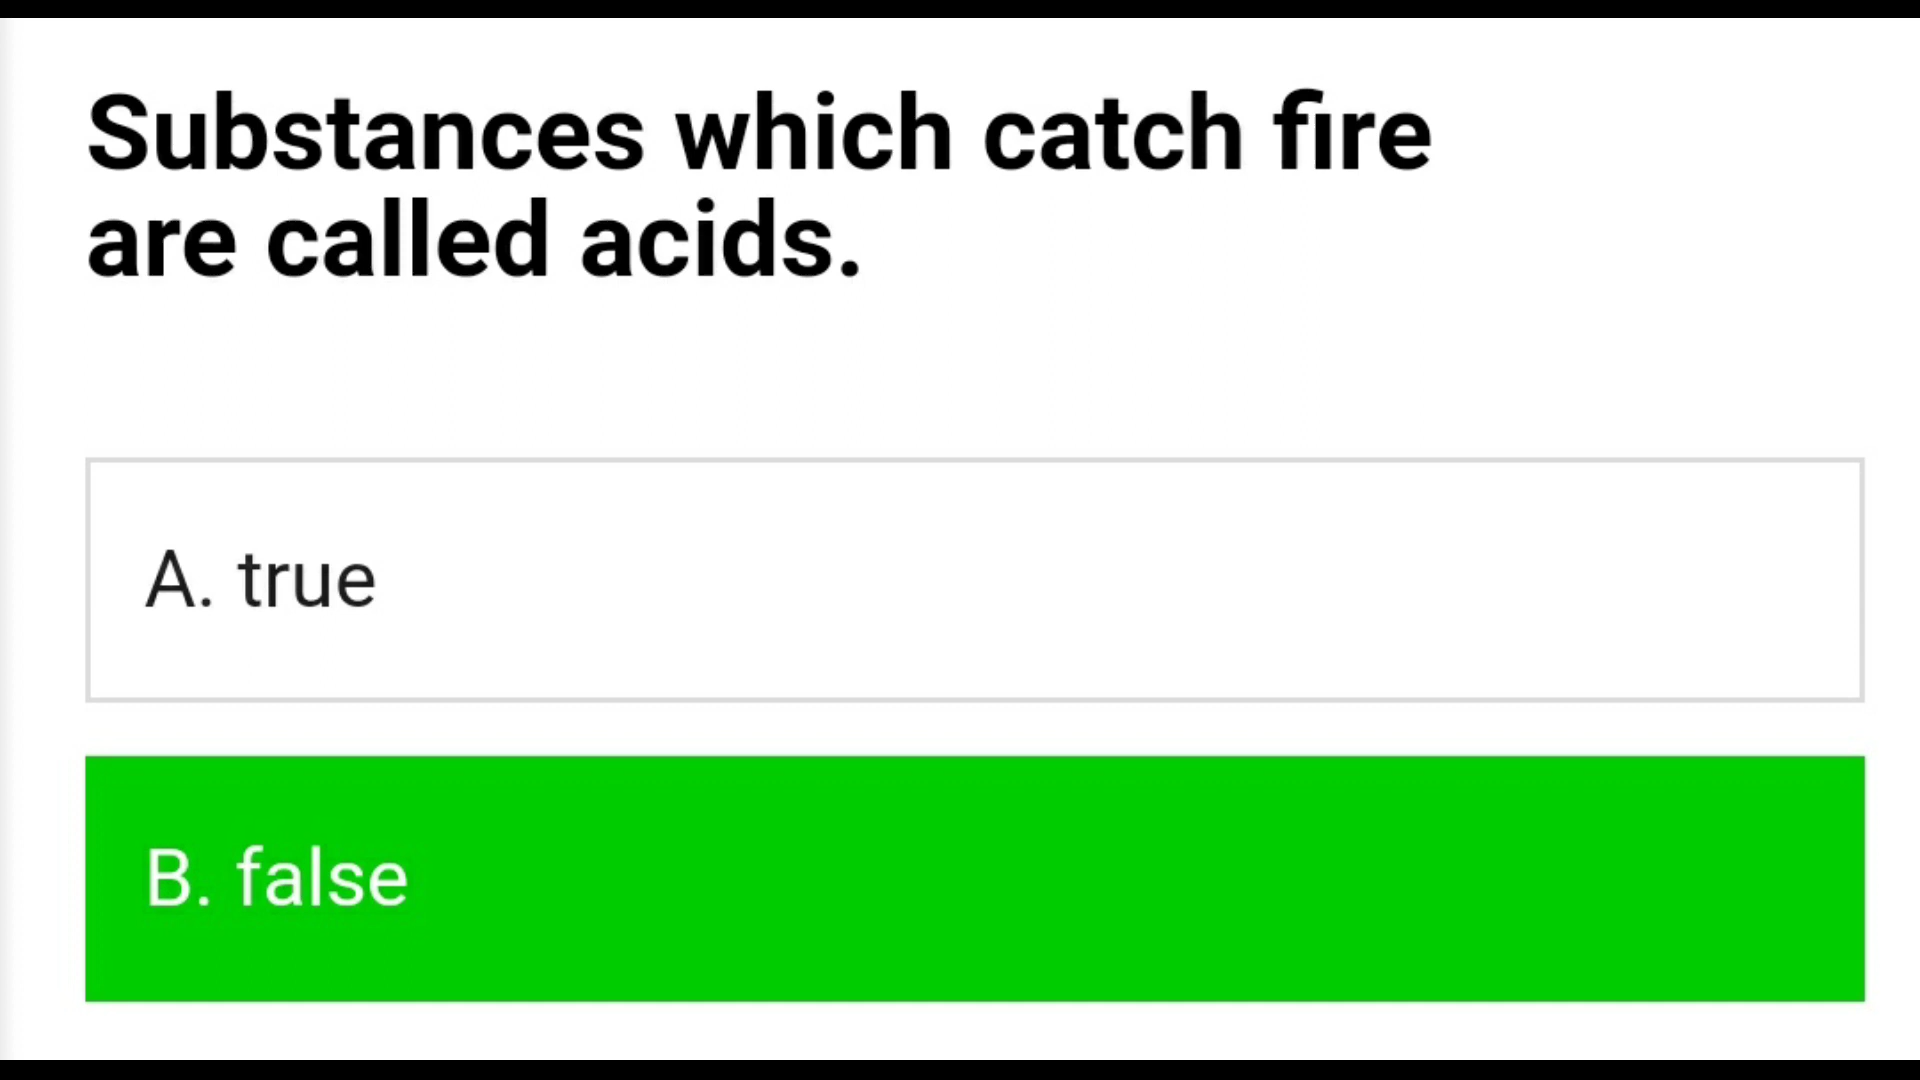 Substances which catch fire
are called acids.
A. true
B. false